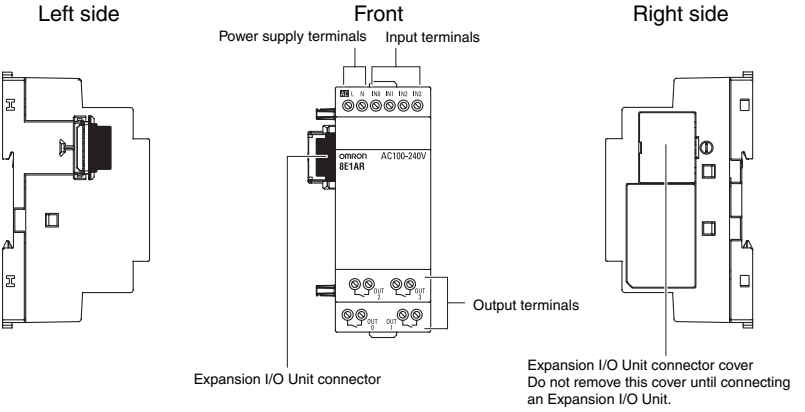 Left side
Front
Right side
Power supply terminals
Input terminals
AC L N IN0 IN1 IN2 IN3
OMRON AC100-240V
8E1AR
OUT 2
OUT 3
OUT 0
OUT 1
Output terminals
Expansion I/O Unit connector
Expansion I/O Unit connector cover
Do not remove this cover until connecting
an Expansion I/O Unit.